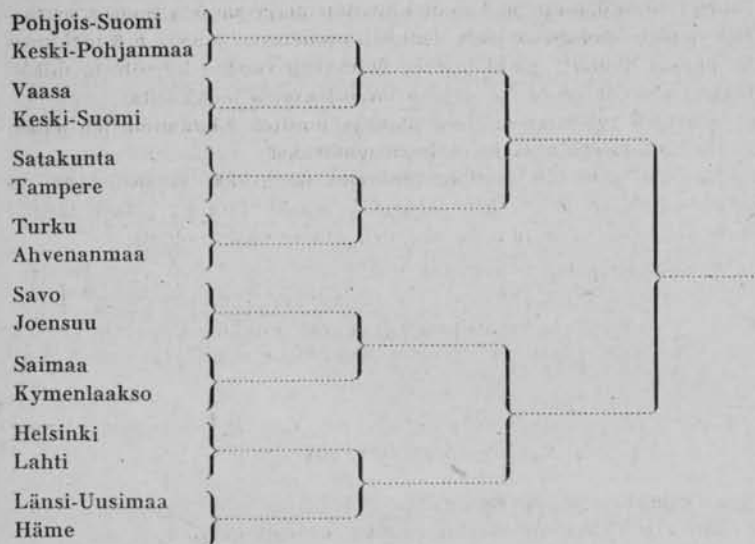 Pohjois-Suomi
Keski-Pohjanmaa
Vaasa
Keski-Suomi
Satakunta
Tampere
Turku
Ahvenanmaa
Savo
Joensuu
Saimaa
Kymenlaakso
Helsinki
Lahti
Länsi-Uusimaa
Häme